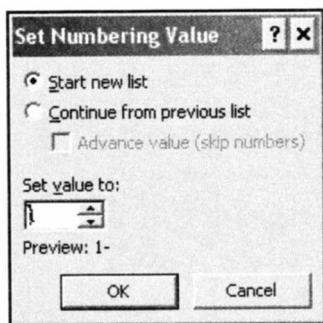 Set Numbering Value ? ×
Start new list
Continue from previous list
Advance value (skip numbers)
Set value to:
1
Preview: 1-
OK Cancel